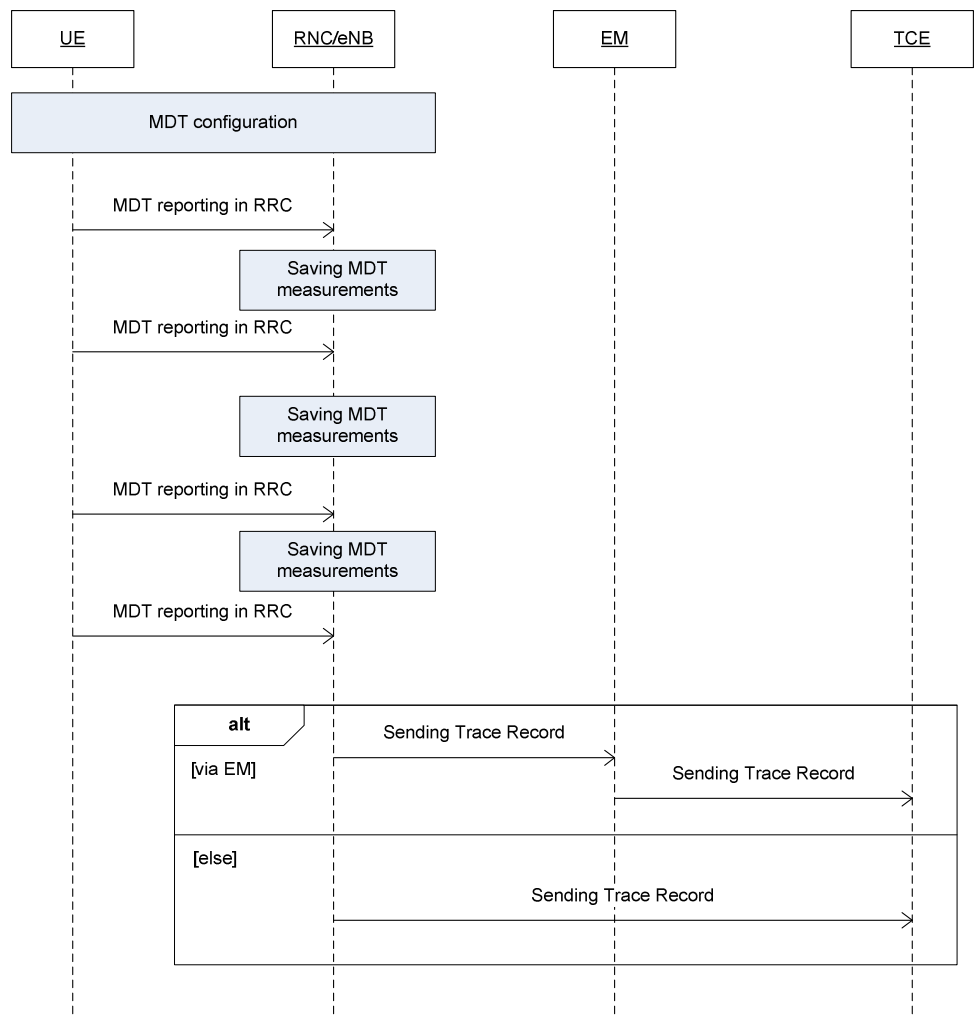 UE
RNC/eNB
EM
TCE
MDT configuration
MDT reporting in RRC
Saving MDT
measurements
MDT reporting in RRC
Saving MDT
measurements
MDT reporting in RRC
Saving MDT
measurements
MDT reporting in RRC
alt
Sending Trace Record
[via EM]
Sending Trace Record
[else]
Sending Trace Record